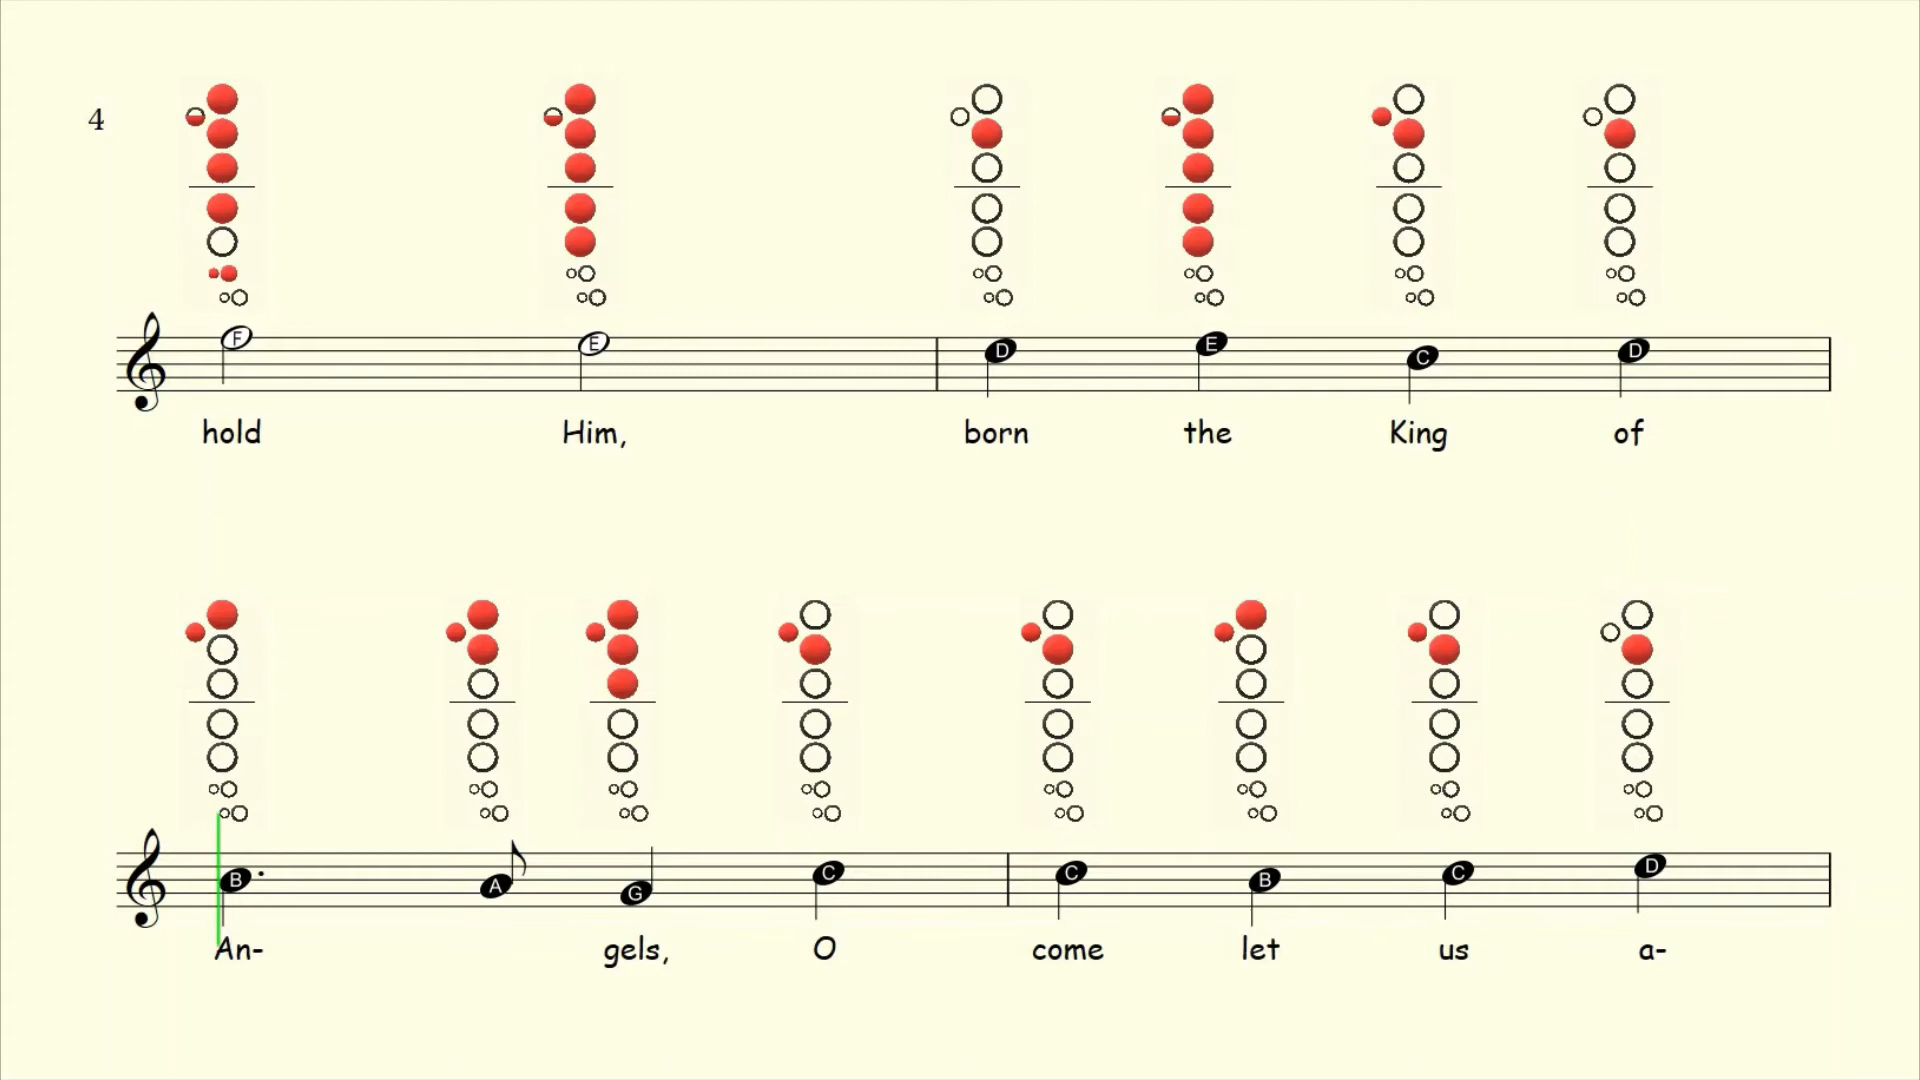 4
F E D E C D
hold Him, born the King of
B A G C C B C D
An- gels, O come let us a-